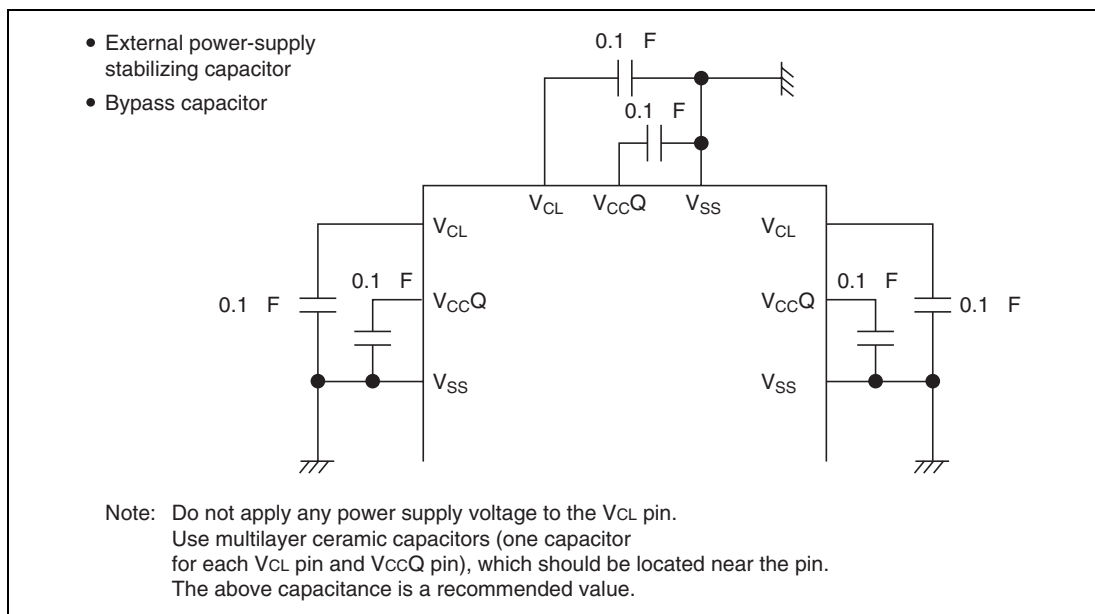 • External power-supply
stabilizing capacitor
• Bypass capacitor
0.1 F
0.1 F
VCL VCCQ VSS
VCL
VCL
0.1 F
0.1 F
VCCQ
VCCQ
0.1 F
0.1 F
VSS
VSS
Note: Do not apply any power supply voltage to the VCL pin.
Use multilayer ceramic capacitors (one capacitor
for each VCL pin and VCCQ pin), which should be located near the pin.
The above capacitance is a recommended value.